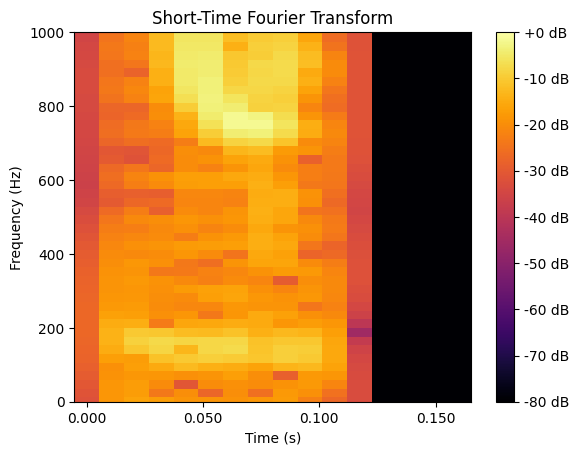 Short-Time Fourier Transform
1000
800
600
400
200
0
Frequency (Hz)
0.000
0.050
0.100
0.150
Time (s)
+0 dB
-10 dB
-20 dB
-30 dB
-40 dB
-50 dB
-60 dB
-70 dB
-80 dB